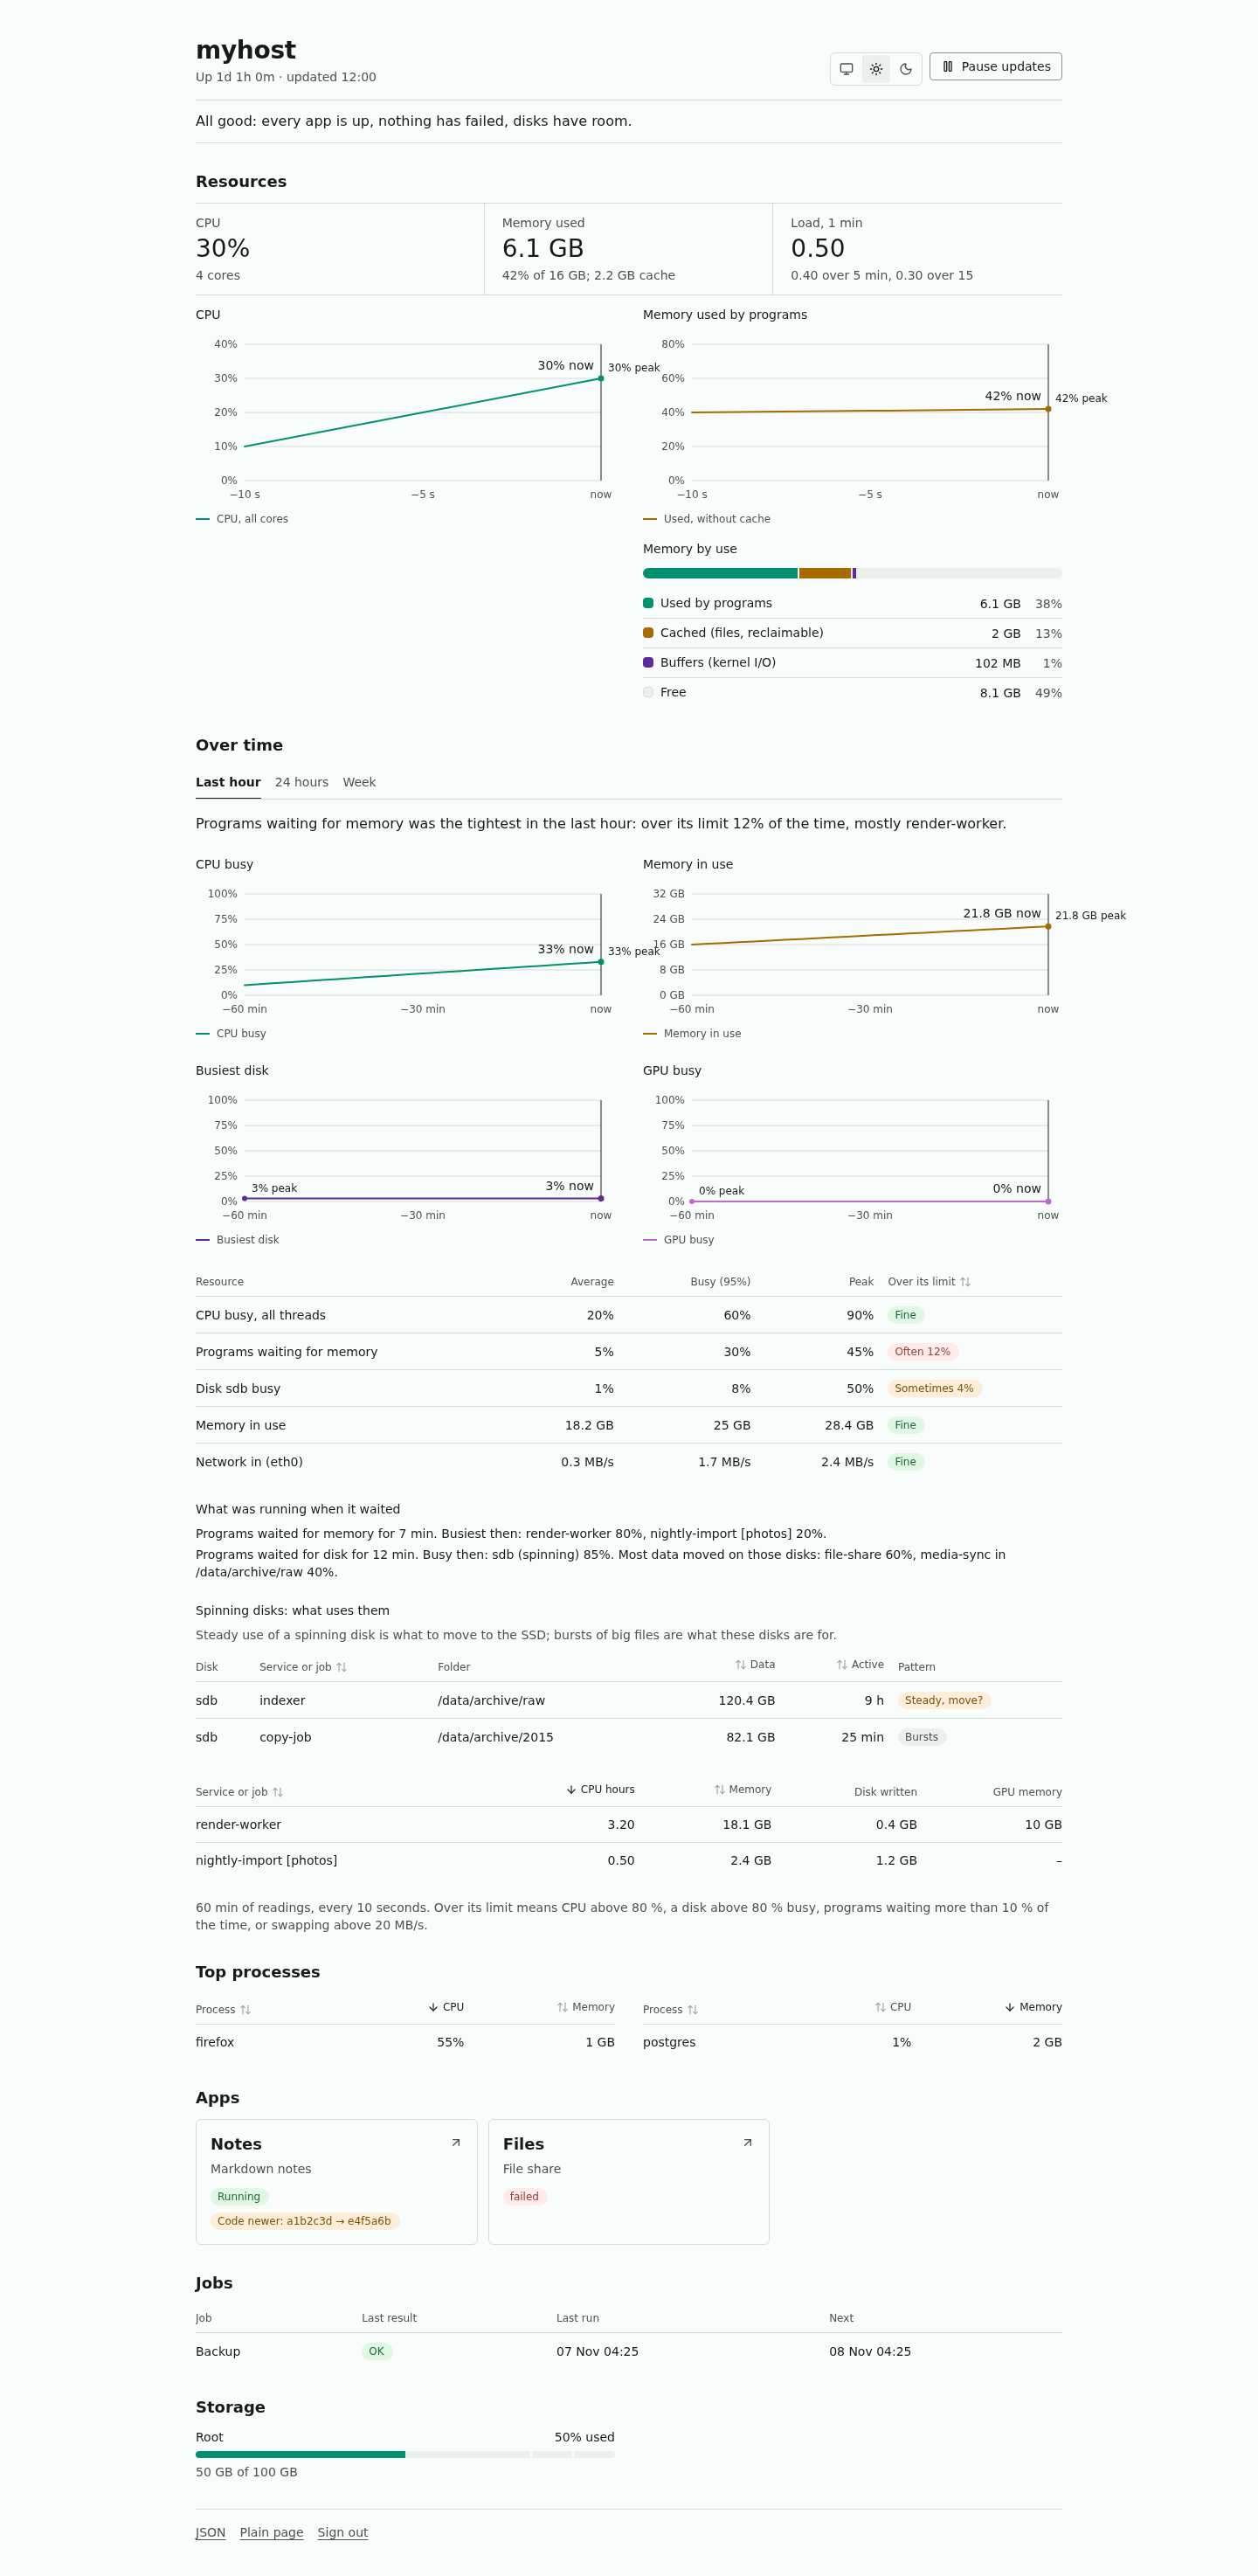 myhost
Up 1d 1h 0m · updated 12:00
Pause updates
All good: every app is up, nothing has failed, disks have room.
Resources
CPU
30%
4 cores
Memory used
6.1 GB
42% of 16 GB; 2.2 GB cache
Load, 1 min
0.50
0.40 over 5 min, 0.30 over 15
CPU
40%
30%
20%
10%
0%
30% now
30% peak
−10 s
−5 s
now
CPU, all cores
Memory used by programs
80%
60%
40%
20%
0%
42% now
42% peak
−10 s
−5 s
now
Used, without cache
Memory by use
Used by programs 6.1 GB 38%
Cached (files, reclaimable) 2 GB 13%
Buffers (kernel I/O) 102 MB 1%
Free 8.1 GB 49%
Over time
Last hour 24 hours Week
Programs waiting for memory was the tightest in the last hour: over its limit 12% of the time, mostly render-worker.
CPU busy
100%
75%
50%
25%
0%
33% now
33% peak
−60 min
−30 min
now
CPU busy
Memory in use
32 GB
24 GB
16 GB
8 GB
0 GB
21.8 GB now
21.8 GB peak
−60 min
−30 min
now
Memory in use
Busiest disk
100%
75%
50%
25%
0%
3% peak
3% now
−60 min
−30 min
now
Busiest disk
GPU busy
100%
75%
50%
25%
0%
0% peak
0% now
−60 min
−30 min
now
GPU busy
Resource Average Busy (95%) Peak Over its limit
CPU busy, all threads 20% 60% 90% Fine
Programs waiting for memory 5% 30% 45% Often 12%
Disk sdb busy 1% 8% 50% Sometimes 4%
Memory in use 18.2 GB 25 GB 28.4 GB Fine
Network in (eth0) 0.3 MB/s 1.7 MB/s 2.4 MB/s Fine
What was running when it waited
Programs waited for memory for 7 min. Busiest then: render-worker 80%, nightly-import [photos] 20%.
Programs waited for disk for 12 min. Busy then: sdb (spinning) 85%. Most data moved on those disks: file-share 60%, media-sync in
/data/archive/raw 40%.
Spinning disks: what uses them
Steady use of a spinning disk is what to move to the SSD; bursts of big files are what these disks are for.
Disk Service or job Folder Data Active Pattern
sdb indexer /data/archive/raw 120.4 GB 9 h Steady, move?
sdb copy-job /data/archive/2015 82.1 GB 25 min Bursts
Service or job CPU hours Memory Disk written GPU memory
render-worker 3.20 18.1 GB 0.4 GB 10 GB
nightly-import [photos] 0.50 2.4 GB 1.2 GB –
60 min of readings, every 10 seconds. Over its limit means CPU above 80 %, a disk above 80 % busy, programs waiting more than 10 % of
the time, or swapping above 20 MB/s.
Top processes
Process CPU Memory
firefox 55% 1 GB
Process CPU Memory
postgres 1% 2 GB
Apps
Notes
Markdown notes
Running
Code newer: a1b2c3d → e4f5a6b
Files
File share
failed
Jobs
Job Last result Last run Next
Backup OK 07 Nov 04:25 08 Nov 04:25
Storage
Root 50% used
50 GB of 100 GB
JSON Plain page Sign out